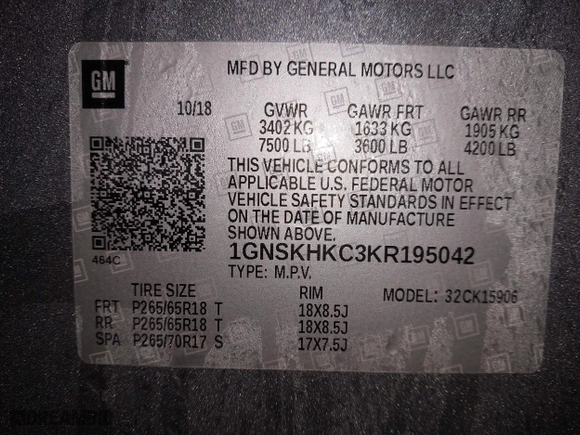 GM
MFD BY GENERAL MOTORS LLC
10/18 GVWR GAWR FRT GAWR RR
3402 KG 1633 KG 1905 KG
7500 LB 3600 LB 4200 LB
THIS VEHICLE CONFORMS TO ALL
APPLICABLE U.S. FEDERAL MOTOR
VEHICLE SAFETY STANDARDS IN EFFECT
ON THE DATE OF MANUFACTURE
SHOWN ABOVE.
464C
1GNSKHKC3KR195042
TYPE: M.P.V.
TIRE SIZE RIM MODEL: 32CK15906
FRT P265/65R18 T 18X8.5J
RR P265/65R18 T 18X8.5J
SPA P265/70R17 S 17X7.5J